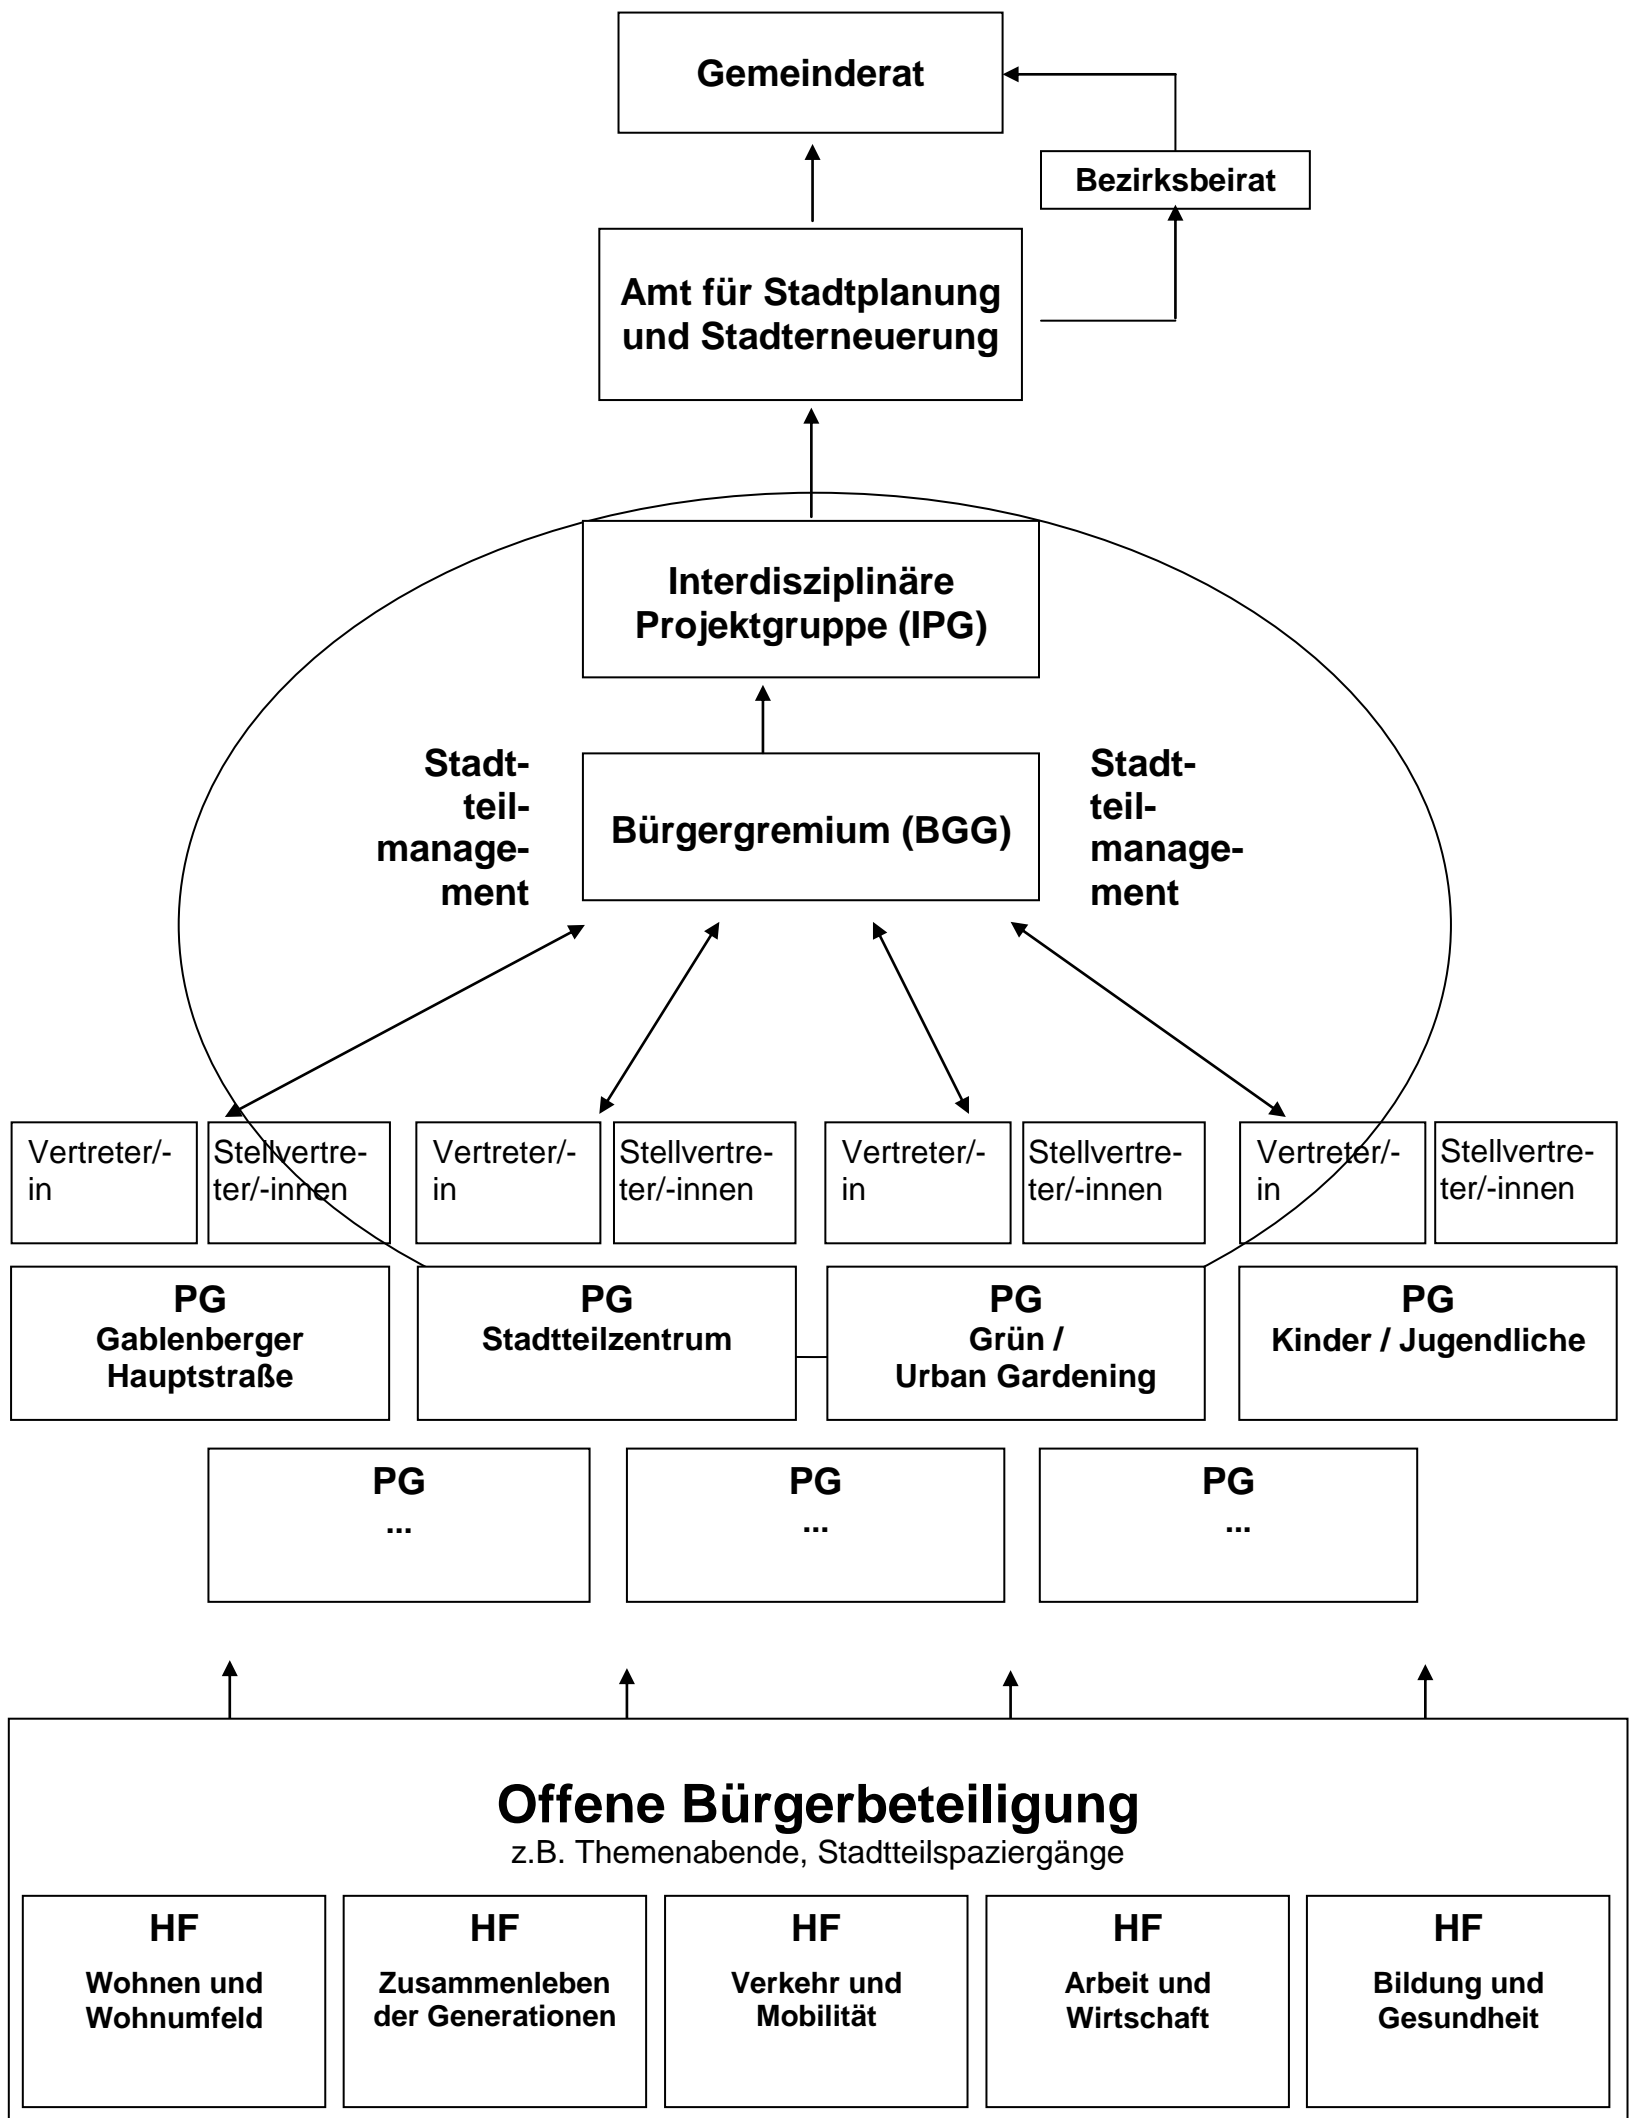 Gemeinderat
Bezirksbeirat
Amt für Stadtplanung
und Stadterneuerung
Interdisziplinäre
Projektgruppe (IPG)
Stadt-
teil-
manage-
ment
Bürgergremium (BGG)
Stadt-
teil-
manage-
ment
Vertreter/-
in
Stellvertre-
ter/-innen
Vertreter/-
in
Stellvertre-
ter/-innen
Vertreter/-
in
Stellvertre-
ter/-innen
Vertreter/-
in
Stellvertre-
ter/-innen
PG
Gablenberger
Hauptstraße
PG
Stadtteilzentrum
PG
Grün /
Urban Gardening
PG
Kinder / Jugendliche
PG
...
PG
...
PG
...
Offene Bürgerbeteiligung
z.B. Themenabende, Stadtteilspaziergänge
HF
Wohnen und
Wohnumfeld
HF
Zusammenleben
der Generationen
HF
Verkehr und
Mobilität
HF
Arbeit und
Wirtschaft
HF
Bildung und
Gesundheit